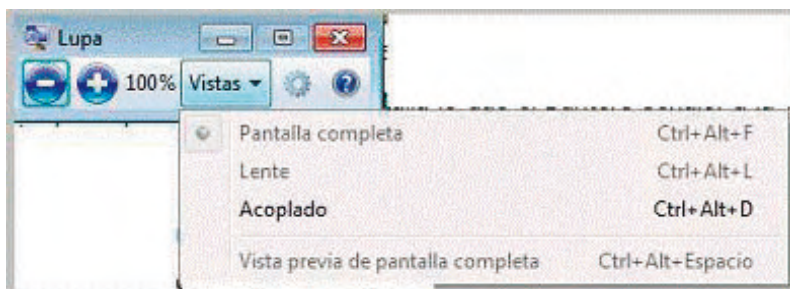 Lupa
100% Vistas
Pantalla completa Ctrl+Alt+F
Lente Ctrl+Alt+L
Acoplado Ctrl+Alt+D
Vista previa de pantalla completa Ctrl+Alt+Espacio